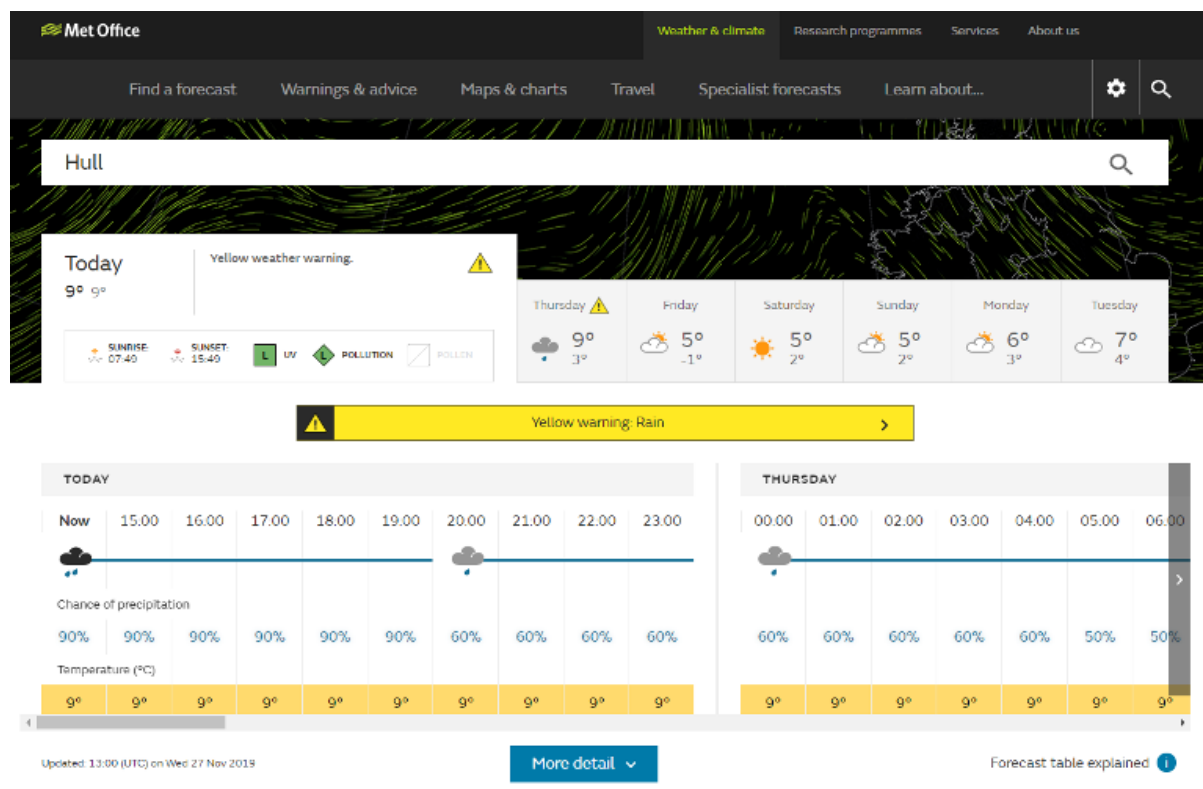 Met Office
Weather & climate Research programmes Services About us
Find a forecast Warnings & advice Maps & charts Travel Specialist forecasts Learn about...
Hull
Today Yellow weather warning.
9° 9°
Thursday Friday Saturday Sunday Monday Tuesday
9° 5° 5° 5° 6° 7°
3° -1° 2° 2° 3° 4°
SUNRISE: 07:49 SUNSET: 15:49 L UV L POLLUTION POLLEN
Yellow warning: Rain
TODAY THURSDAY
Now 15:00 16:00 17:00 18:00 19:00 20:00 21:00 22:00 23:00 00:00 01:00 02:00 03:00 04:00 05:00 06:00
Chance of precipitation
90% 90% 90% 90% 90% 90% 60% 60% 60% 60% 60% 60% 60% 60% 60% 50% 50%
Temperature (°C)
9° 9° 9° 9° 9° 9° 9° 9° 9° 9° 9° 9° 9° 9° 9° 9° 9°
Updated: 13:00 (UTC) on Wed 27 Nov 2019 More detail Forecast table explained i